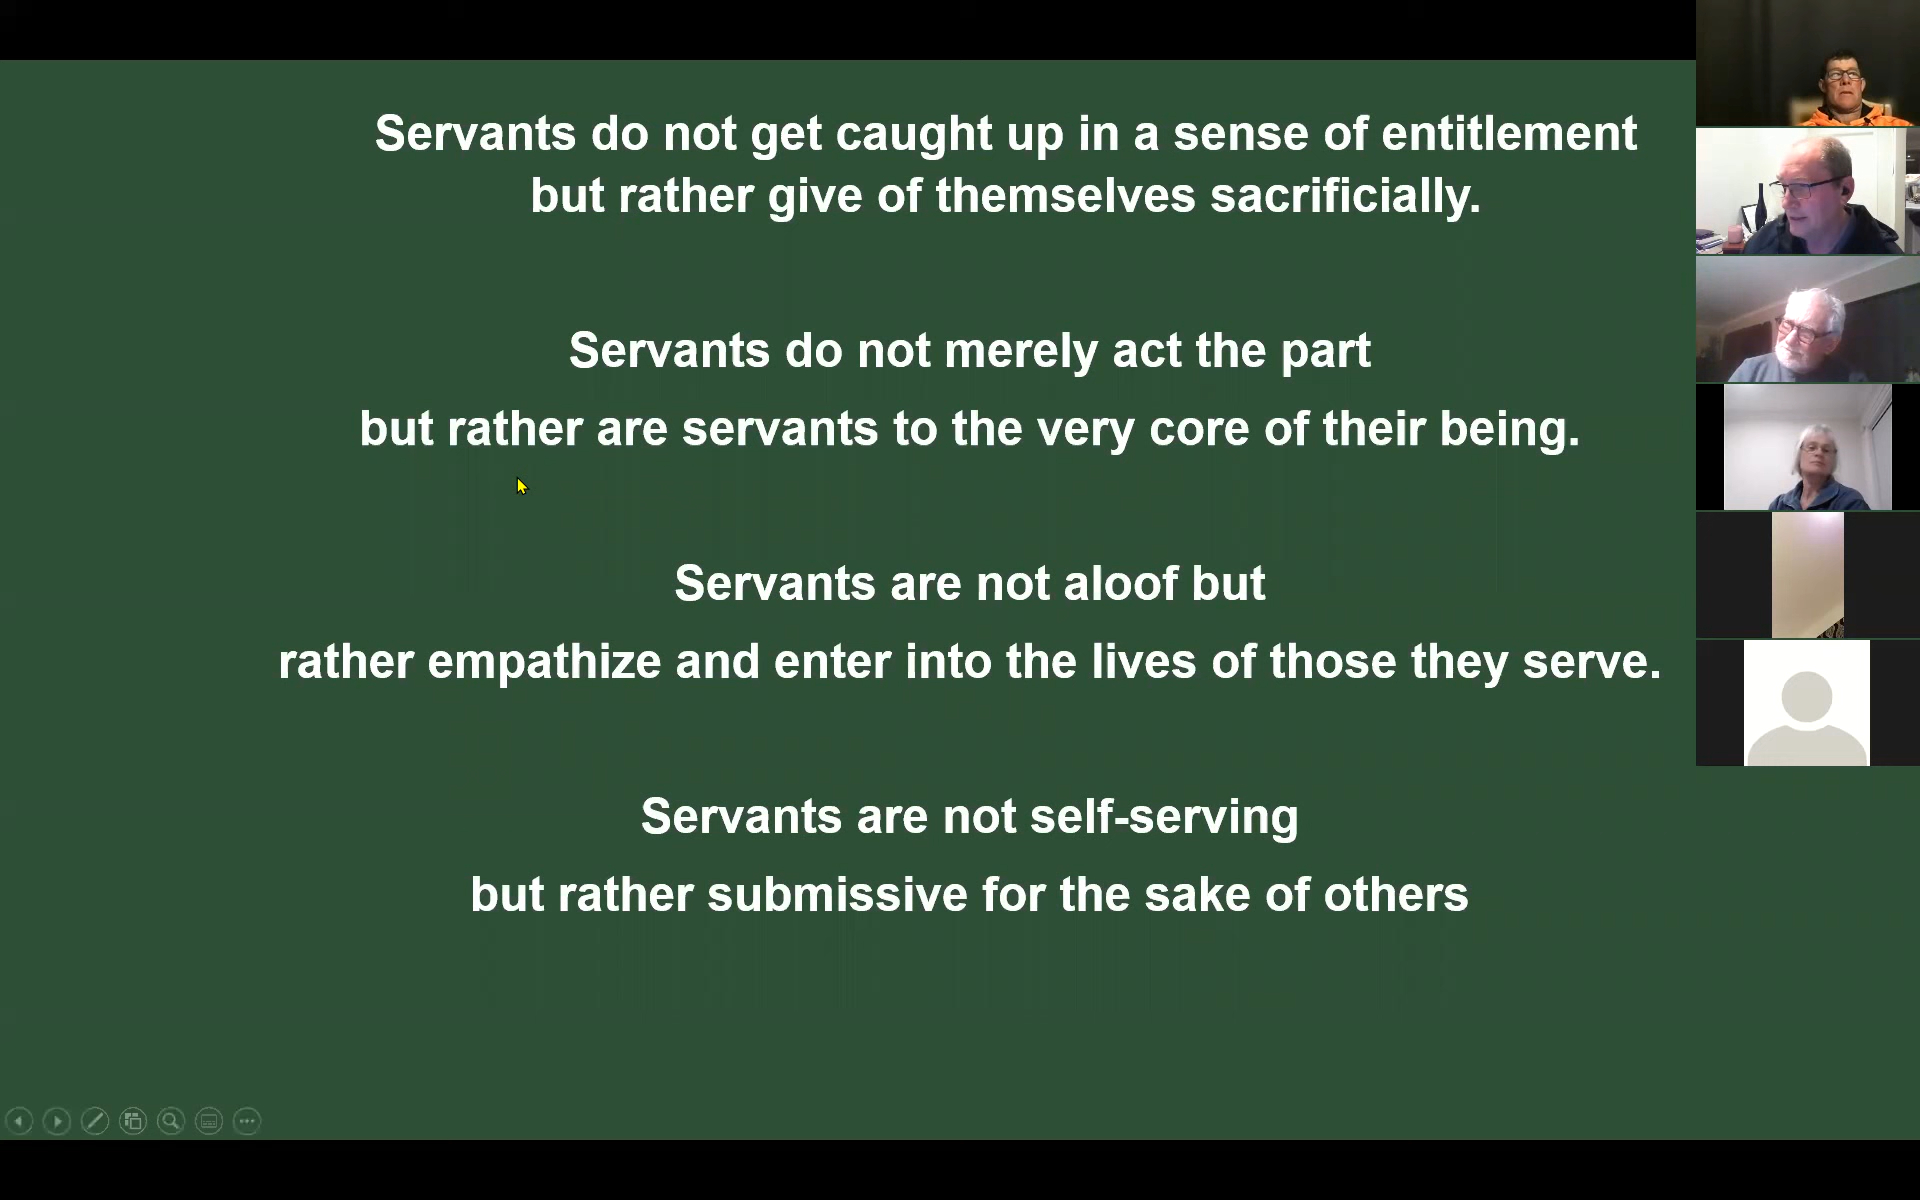 Servants do not get caught up in a sense of entitlement
but rather give of themselves sacrificially.
Servants do not merely act the part
but rather are servants to the very core of their being.
Servants are not aloof but
rather empathize and enter into the lives of those they serve.
Servants are not self-serving
but rather submissive for the sake of others